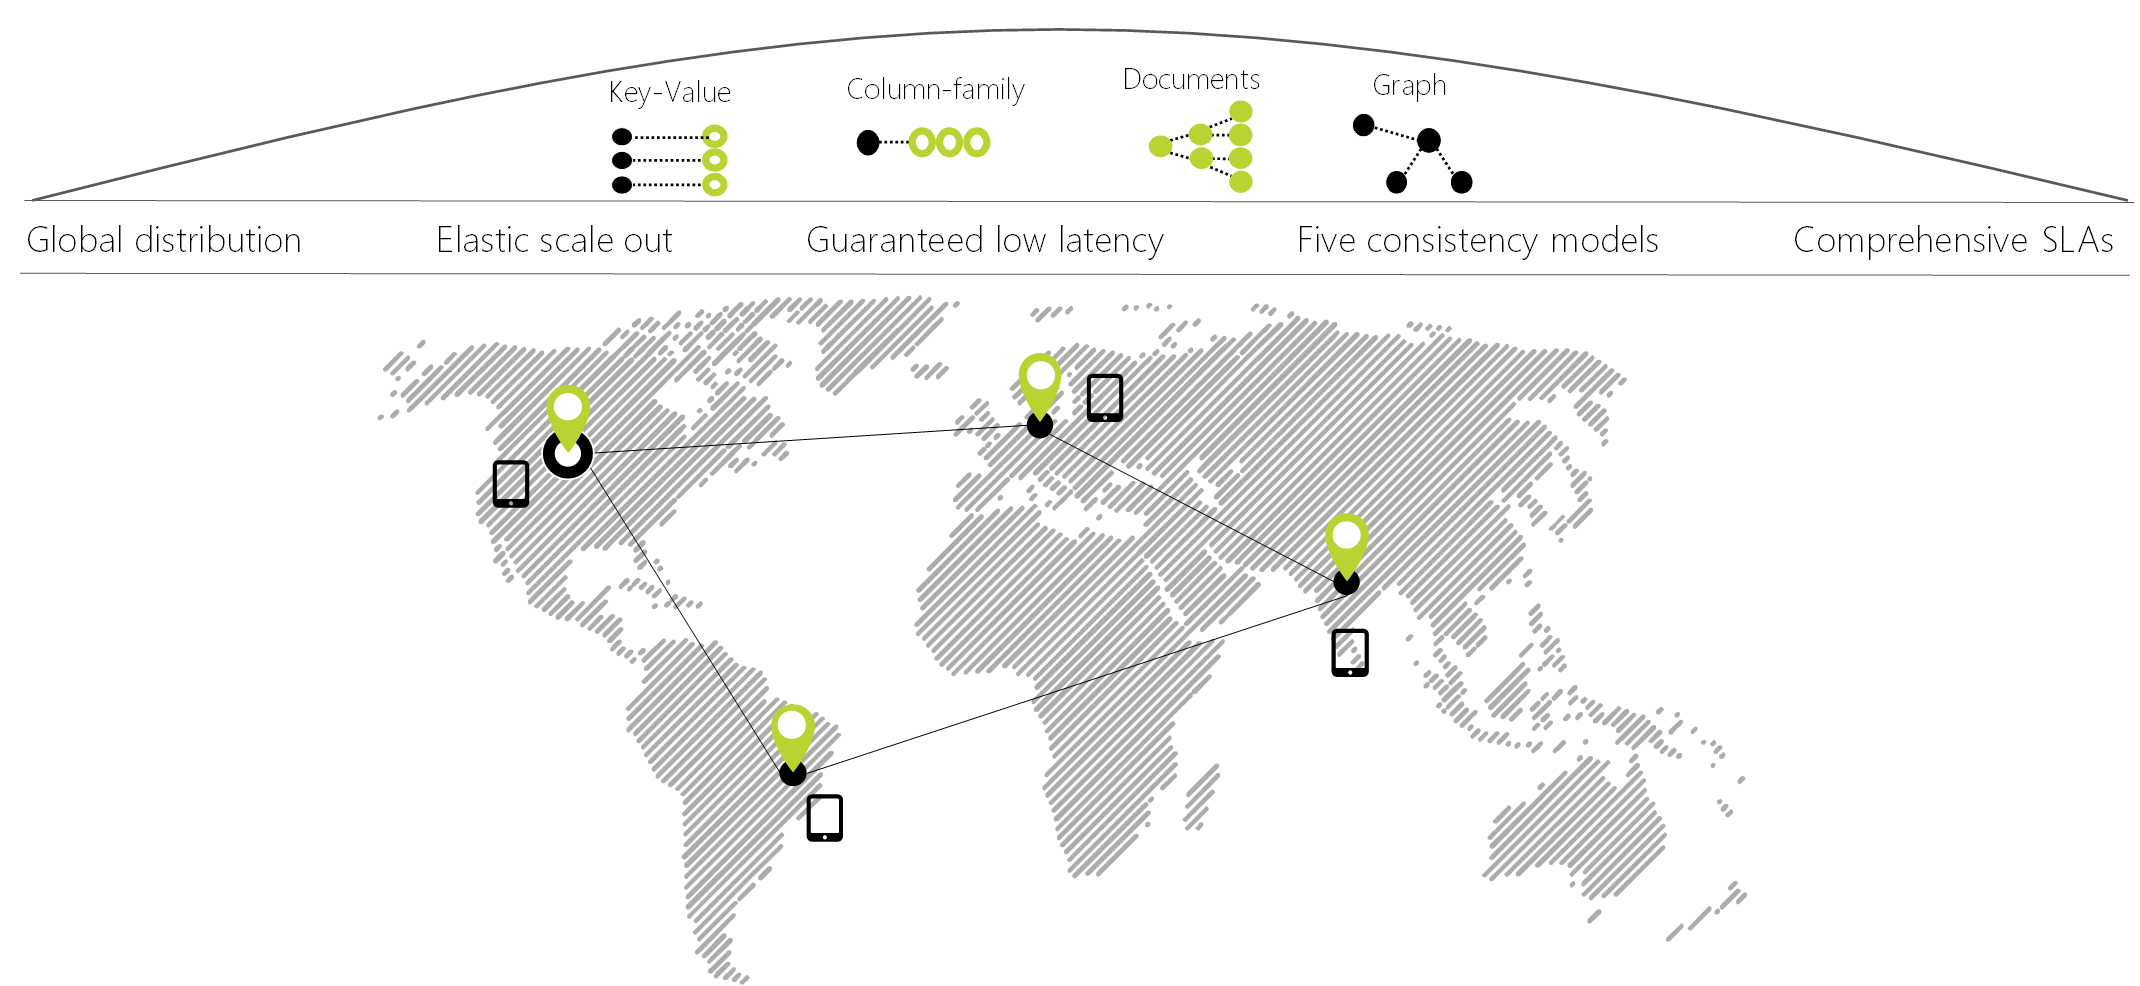 Key-Value
Column-family
Documents
Graph
Global distribution
Elastic scale out
Guaranteed low latency
Five consistency models
Comprehensive SLAs